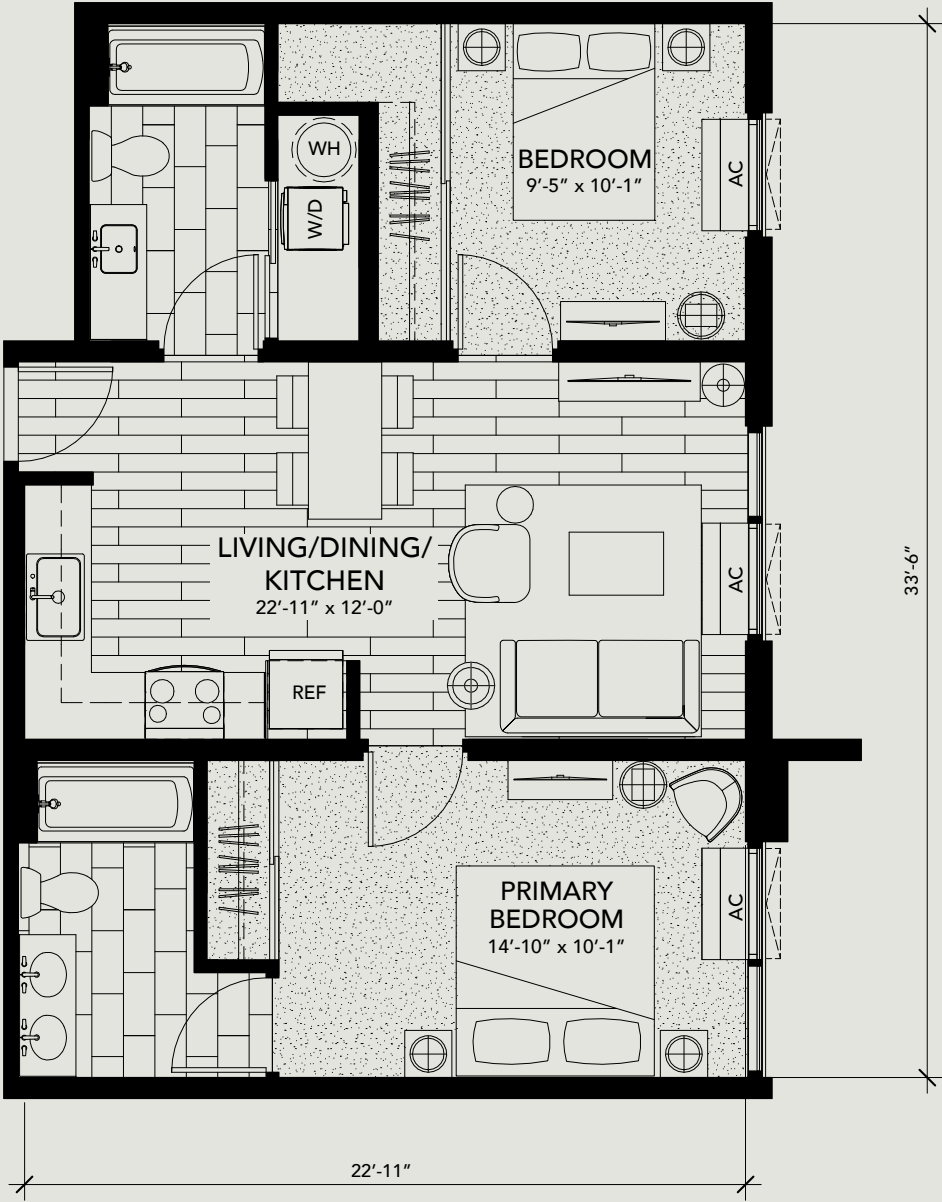 WH
W/D
BEDROOM
9'-5" x 10'-1"
AC
LIVING/DINING/
KITCHEN
22'-11" x 12'-0"
AC
33'-6"
REF
PRIMARY
BEDROOM
14'-10" x 10'-1"
AC
22'-11"